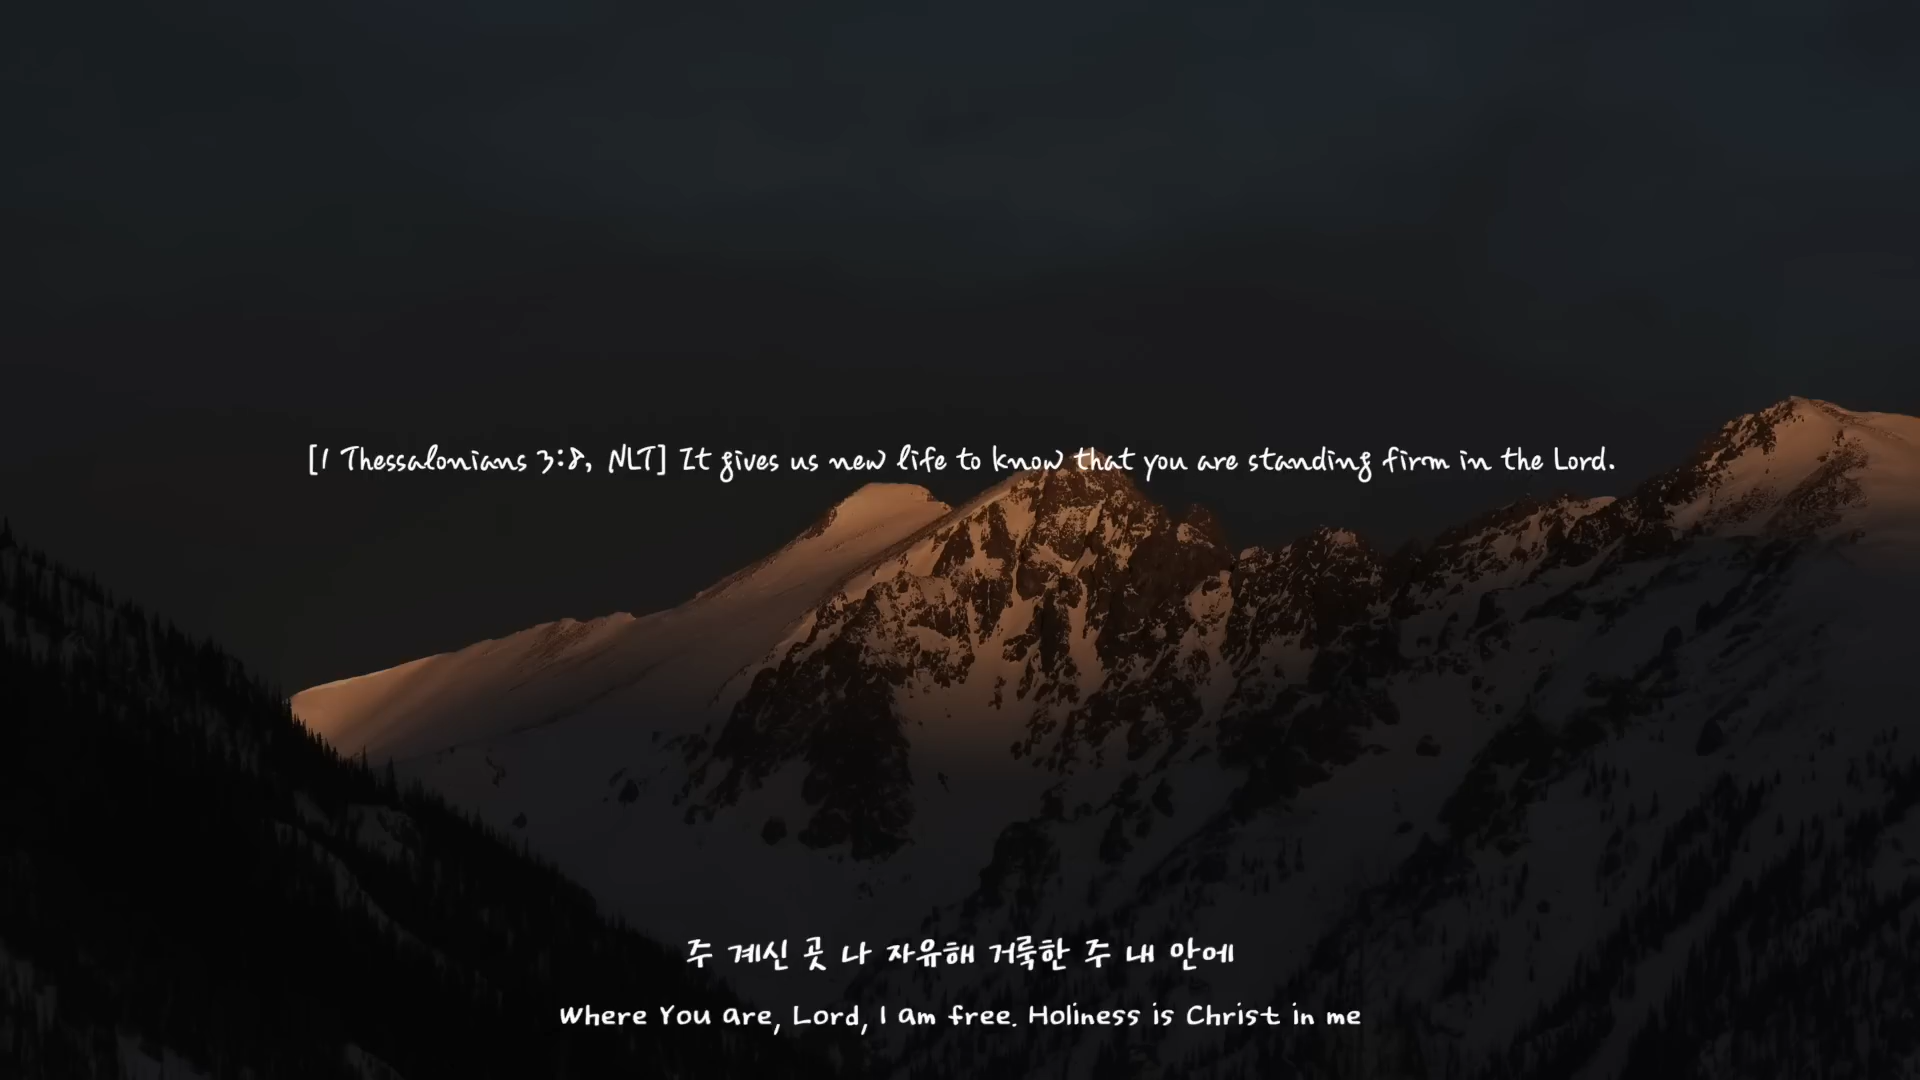 [1 Thessalonians 3:8, NLT] It gives us new life to know that you are standing firm in the Lord.
주 계신 곳 나 자유해 거룩한 주 내 안에
Where You are, Lord, I am free. Holiness is Christ in me